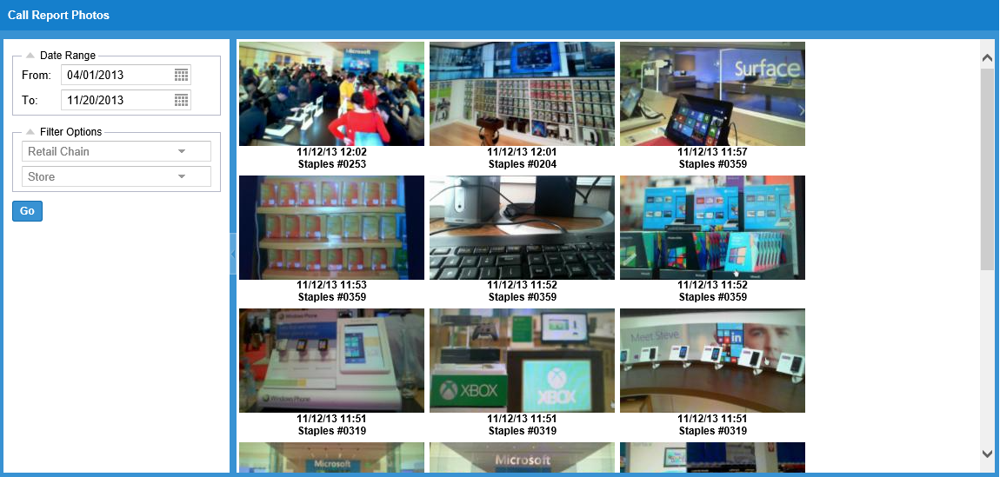 Call Report Photos
Date Range
From: 04/01/2013
To: 11/20/2013
Filter Options
Retail Chain
Store
Go
Microsoft
Surface
11/12/13 12:02
Staples #0253
11/12/13 12:01
Staples #0204
11/12/13 11:57
Staples #0359
11/12/13 11:53
Staples #0359
11/12/13 11:52
Staples #0359
11/12/13 11:52
Staples #0359
Windows Phone
Windows Phone
XBOX
XBOX
Meet Steve
in
11/12/13 11:51
Staples #0319
11/12/13 11:51
Staples #0319
11/12/13 11:51
Staples #0319
Microsoft
Microsoft